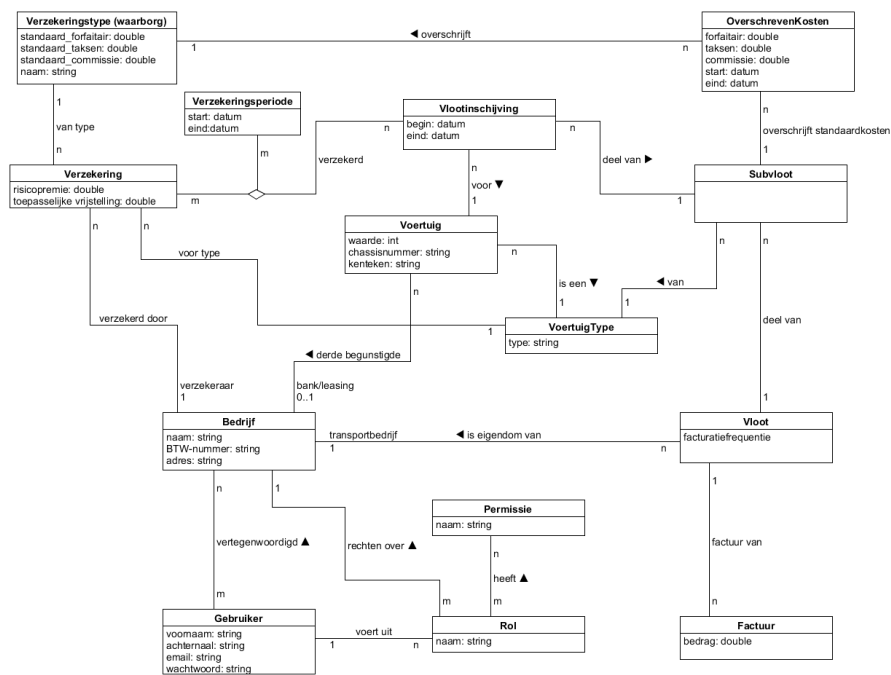 Verzekeringstype (waarborg)
standaard_forfaitair: double
standaard_taksen: double
standaard_commissie: double
naam: string
1
◀ overschrijft
n
OverschrevenKosten
forfaitair: double
taksen: double
commissie: double
start: datum
eind: datum
1
van type
n
Verzekeringsperiode
start: datum
eind:datum
m
Vlootinschijving
begin: datum
eind: datum
n
verzekerd
n
deel van ▶
1
n
overschrijft standaardkosten
1
Verzekering
risicopremie: double
toepasselijke vrijstelling: double
m
n
voor ▼
1
Subvloot
Voertuig
waarde: int
chassisnummer: string
kenteken: string
n
n
voor type
1
n
is een ▼
1
n
◀ van
1
n
deel van
1
VoertuigType
type: string
verzekerd door
verzekeraar
1
n
◀ derde begunstigde
bank/leasing
0..1
Bedrijf
naam: string
BTW-nummer: string
adres: string
transportbedrijf
1
◀ is eigendom van
n
Vloot
facturatiefrequentie
n
vertegenwoordigd ▲
m
1
rechten over ▲
m
Permissie
naam: string
n
heeft ▲
m
1
factuur van
n
Gebruiker
voornaam: string
achternaal: string
email: string
wachtwoord: string
1
voert uit
n
Rol
naam: string
Factuur
bedrag: double